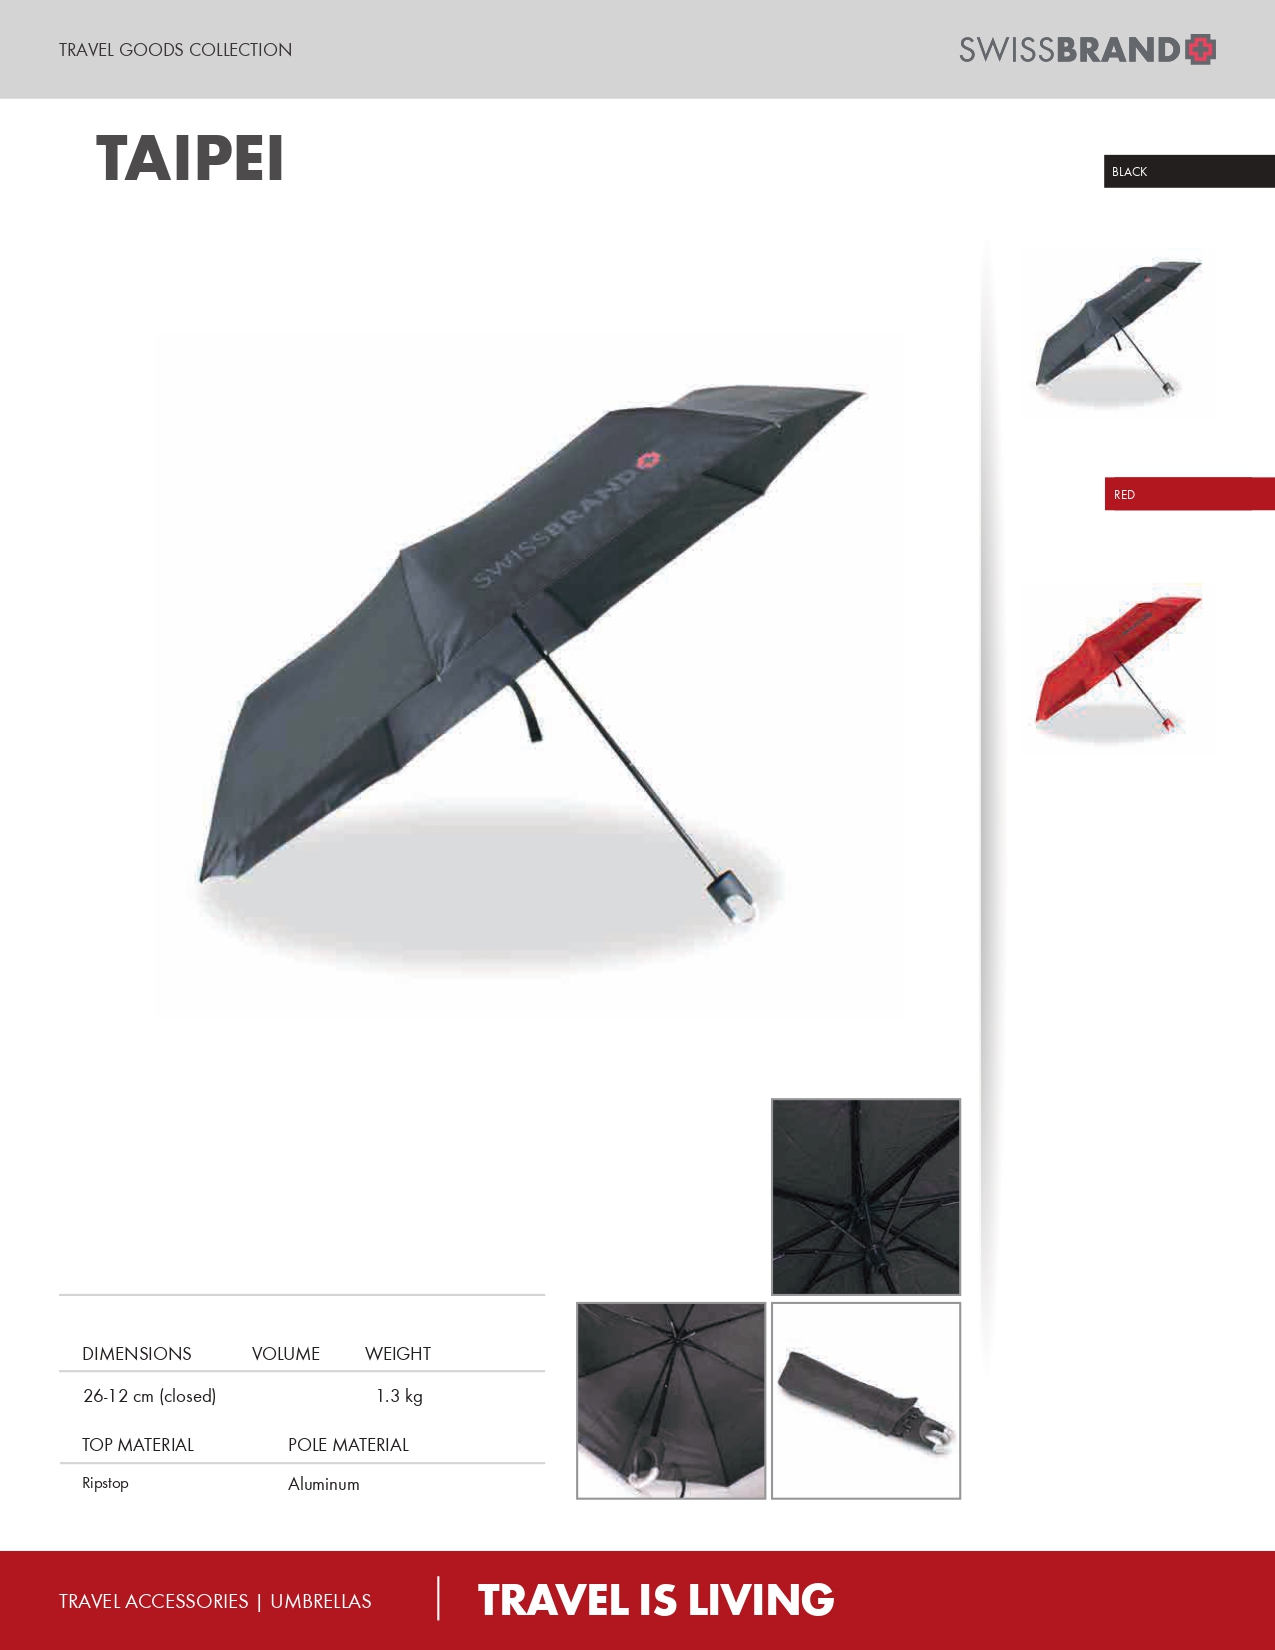 TRAVEL GOODS COLLECTION
SWISSBRAND
TAIPEI
BLACK
SWISSBRAND
RED
DIMENSIONS VOLUME WEIGHT
26-12 cm (closed) 1.3 kg
TOP MATERIAL POLE MATERIAL
Ripstop Aluminum
TRAVEL ACCESSORIES | UMBRELLAS
TRAVEL IS LIVING